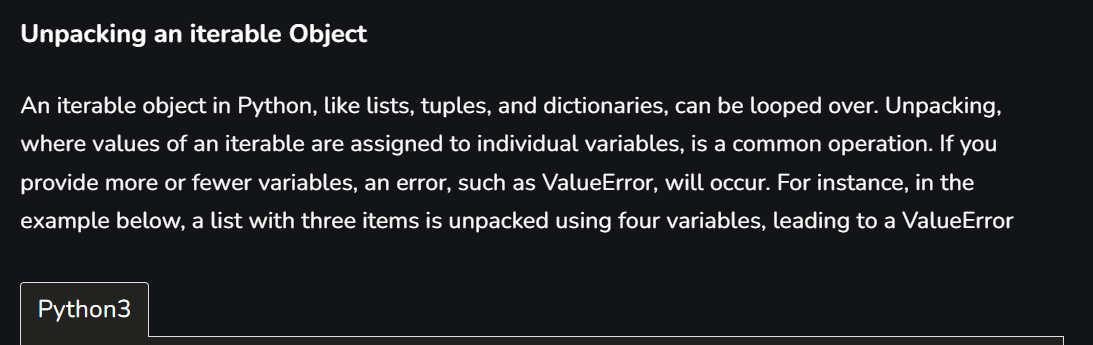 Unpacking an iterable Object
An iterable object in Python, like lists, tuples, and dictionaries, can be looped over. Unpacking,
where values of an iterable are assigned to individual variables, is a common operation. If you
provide more or fewer variables, an error, such as ValueError, will occur. For instance, in the
example below, a list with three items is unpacked using four variables, leading to a ValueError
Python3